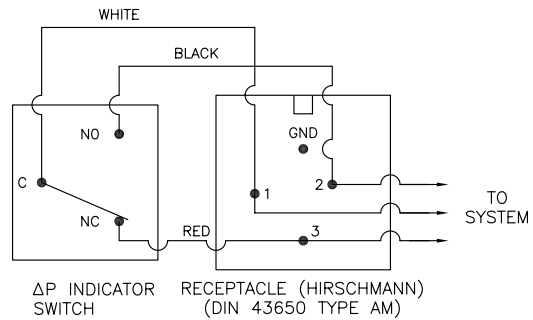 WHITE
BLACK
NO
GND
C
1
2
TO
SYSTEM
NC
RED
3
ΔP INDICATOR
SWITCH
RECEPTACLE (HIRSCHMANN)
(DIN 43650 TYPE AM)